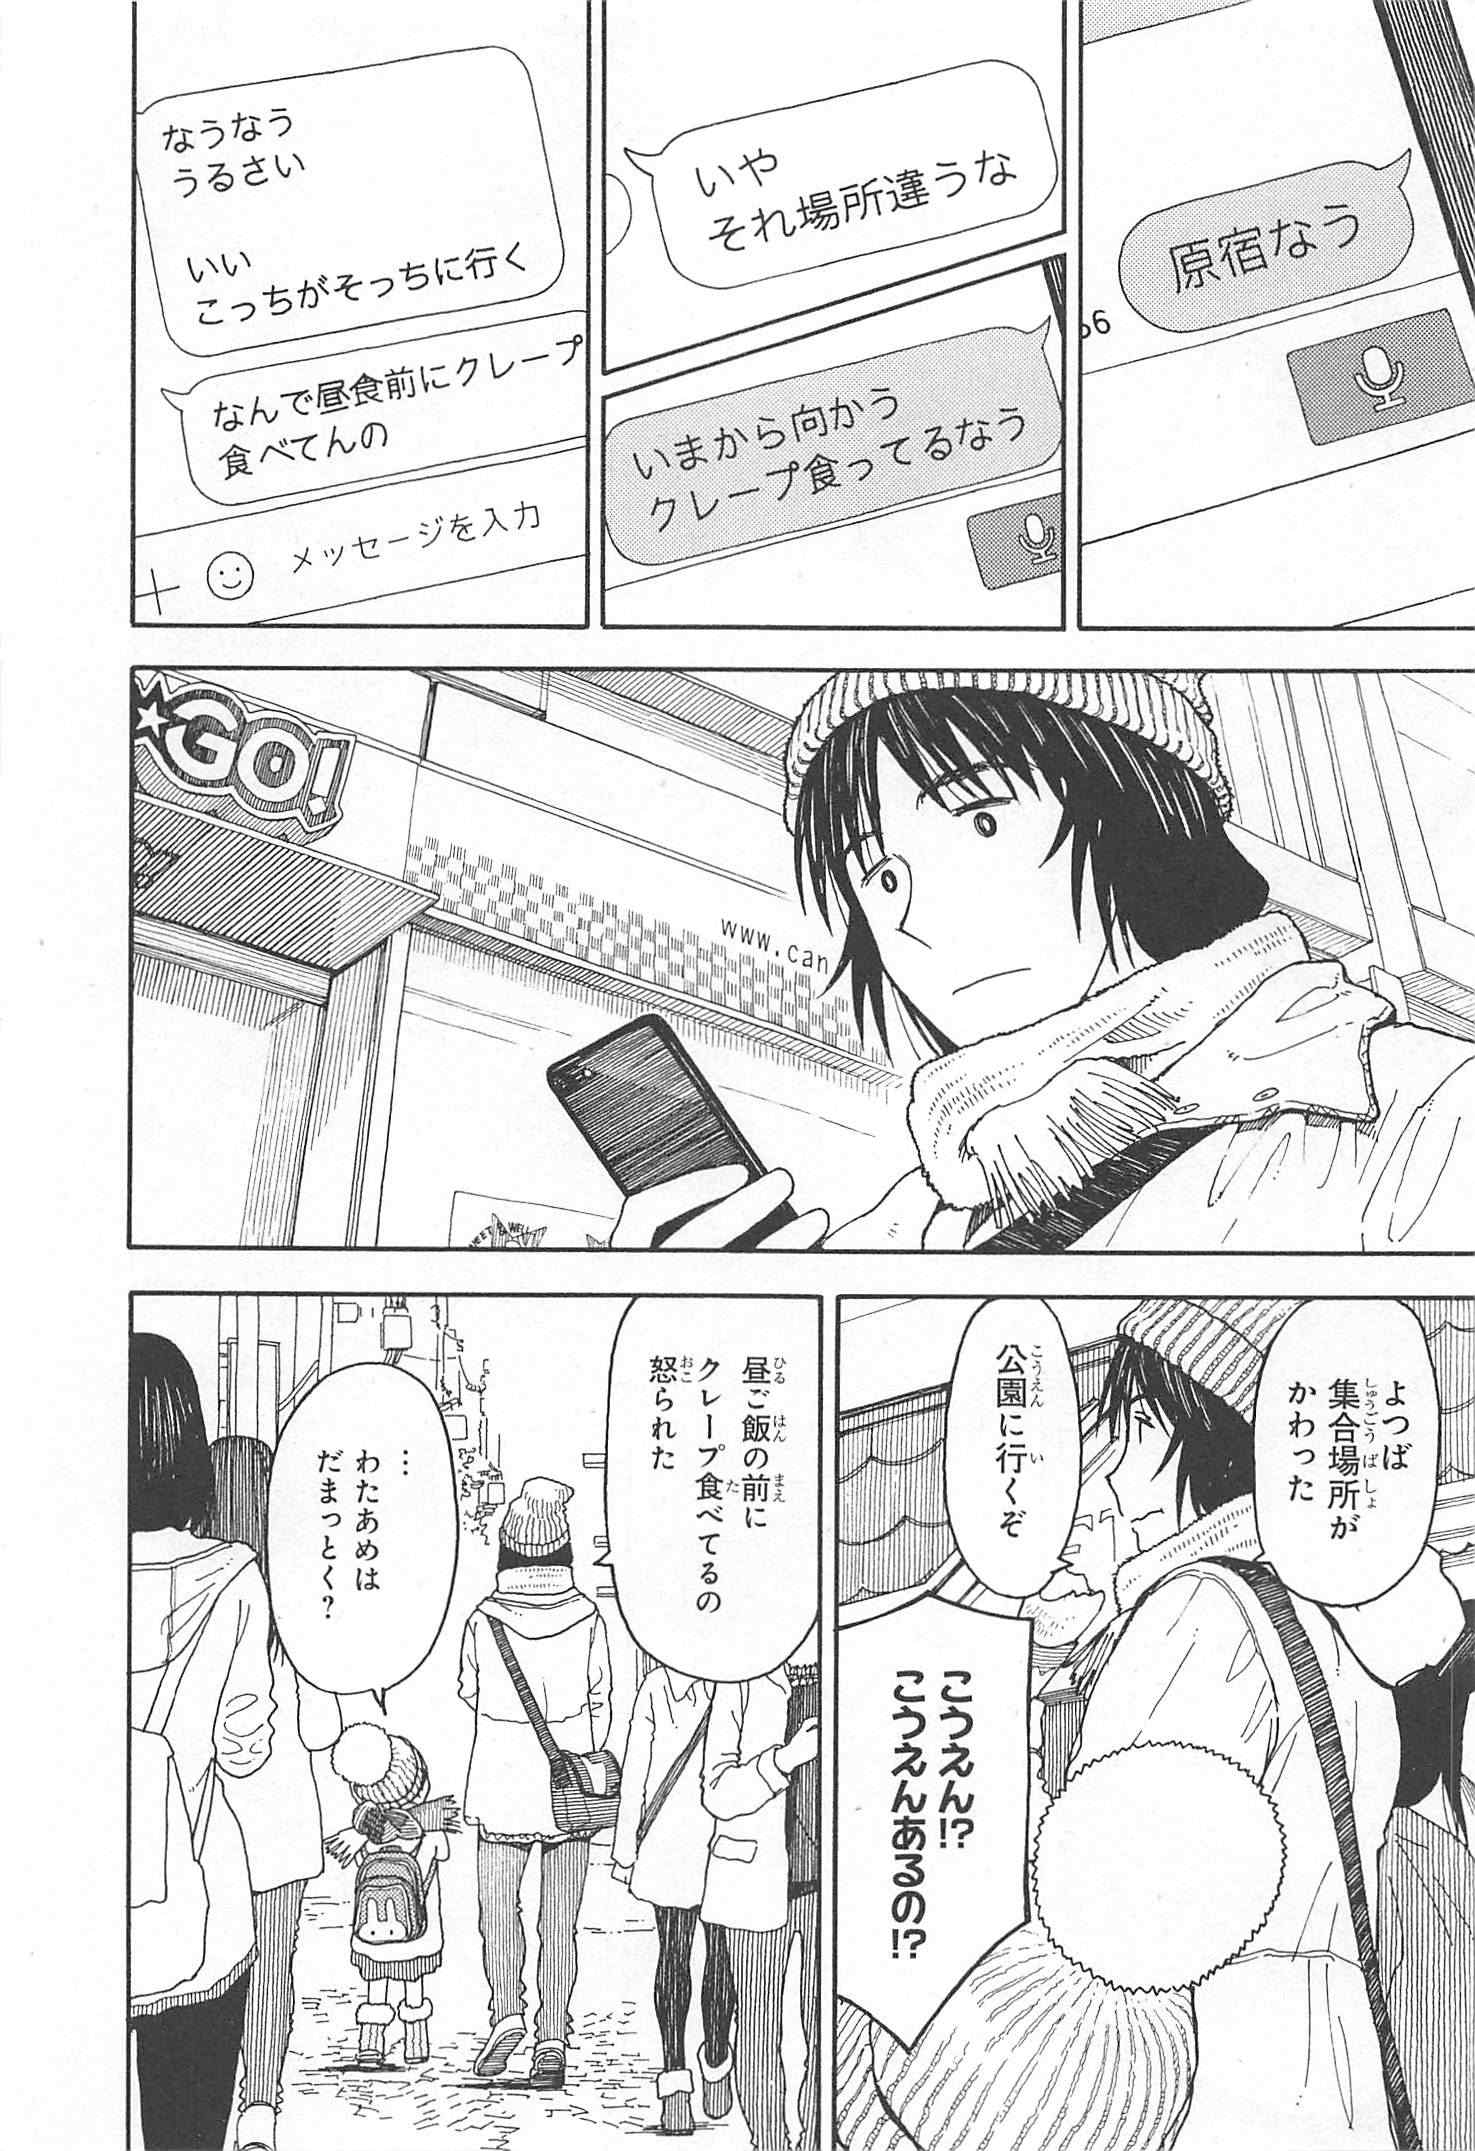 原宿なう
56
いや
それ場所違うな
いまから向かう
クレープ食ってるなう
なうなう
うるさい
いい
こっちがそっちに行く
なんで昼食前にクレープ
食べてんの
メッセージを入力
GO!
www.can
よつば
集合場所が
かわった
公園に行くぞ
こうえん!?
こうえんあるの!?
昼ご飯の前に
クレープ食べてるの
怒られた
…
わたあめは
だまっとく?